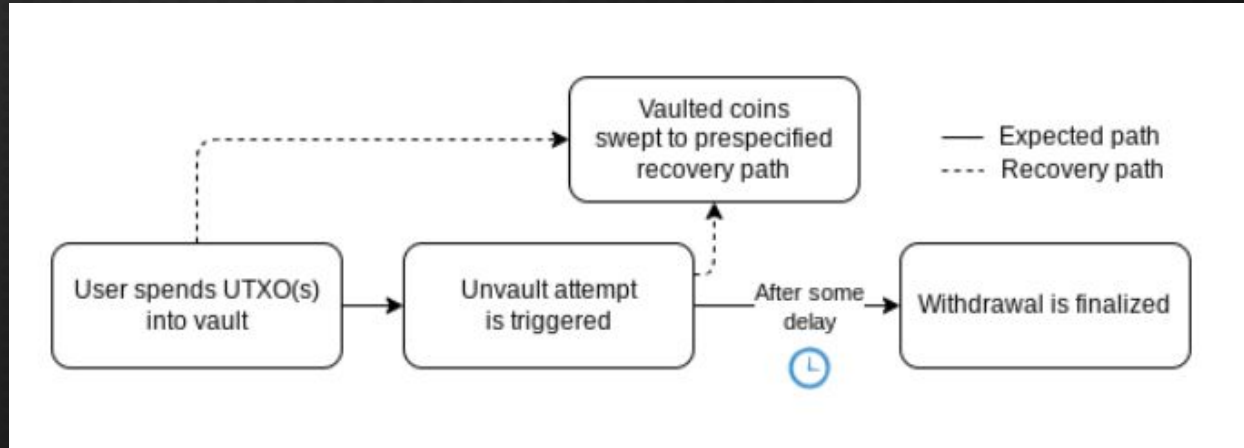 Vaulted coins
swept to prespecified
recovery path
Expected path
Recovery path
User spends UTXO(s)
into vault
Unvault attempt
is triggered
After some
delay
Withdrawal is finalized